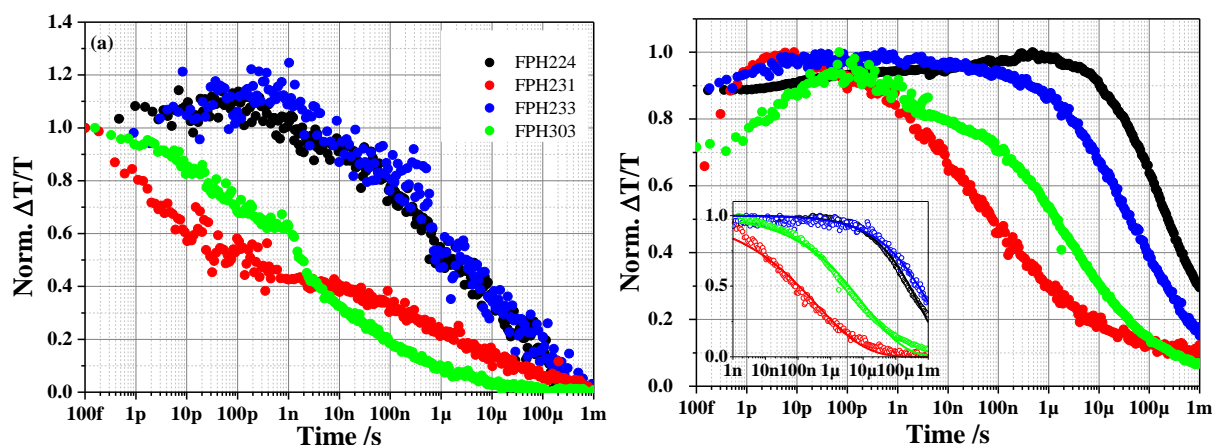 (a)
FPH224
FPH231
FPH233
FPH303
Norm. ΔT/T
1.4
1.2
1.0
0.8
0.6
0.4
0.2
0.0
100f 1p 10p 100p 1n 10n 100n 1µ 10µ 100µ 1m
Time /s
Norm. ΔT/T
1.0
0.8
0.6
0.4
0.2
0.0
1.0
0.5
0.0
1n 10n 100n 1µ 10µ 100µ 1m
100f 1p 10p 100p 1n 10n 100n 1µ 10µ 100µ 1m
Time /s